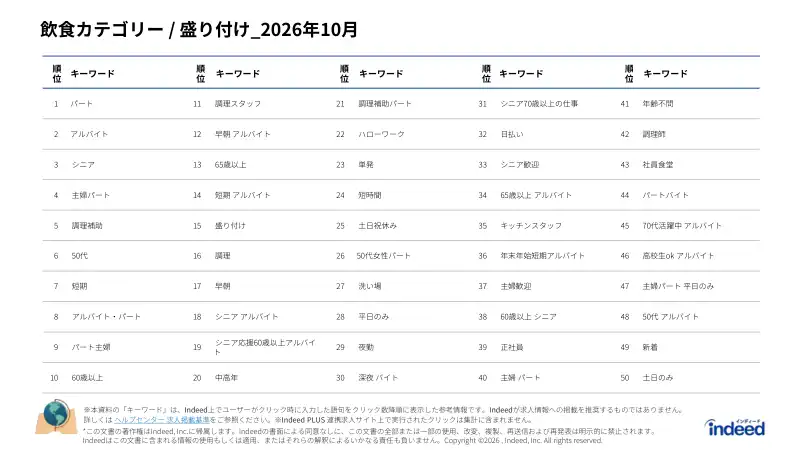 飲食カテゴリー / 盛り付け_2026年10月
順位 キーワード 順位 キーワード 順位 キーワード 順位 キーワード 順位 キーワード
1 パート 11 調理スタッフ 21 調理補助パート 31 シニア70歳以上の仕事 41 年齢不問
2 アルバイト 12 早朝 アルバイト 22 ハローワーク 32 日払い 42 調理師
3 シニア 13 65歳以上 23 単発 33 シニア歓迎 43 社員食堂
4 主婦パート 14 短期 アルバイト 24 短時間 34 65歳以上 アルバイト 44 パートバイト
5 調理補助 15 盛り付け 25 土日祝休み 35 キッチンスタッフ 45 70代活躍中 アルバイト
6 50代 16 調理 26 50代女性パート 36 年末年始短期アルバイト 46 高校生ok アルバイト
7 短期 17 早朝 27 洗い場 37 主婦歓迎 47 主婦パート 平日のみ
8 アルバイト・パート 18 シニア アルバイト 28 平日のみ 38 60歳以上 シニア 48 50代 アルバイト
9 パート主婦 19 シニア応援60歳以上アルバイト 29 夜勤 39 正社員 49 新着
10 60歳以上 20 中高年 30 深夜 バイト 40 主婦 パート 50 土日のみ
※本資料の「キーワード」は、Indeed上でユーザーがクリック時に入力した語句をクリック数降順に表示した参考情報です。Indeedが求人情報への掲載を推奨するものではありません。
詳しくは ヘルプセンター 求人掲載基準をご参照ください。※Indeed PLUS 連携求人サイト上で実行されたクリックは集計に含まれません。
*この文書の著作権はIndeed, Inc.に帰属します。Indeedの書面による同意なしに、この文書の全部または一部の使用、改変、複製、再送信および再発表は明示的に禁止されます。
Indeedはこの文書に含まれる情報の使用もしくは適用、またはそれらの解釈によるいかなる責任も負いません。Copyright ©2026 , Indeed, Inc. All rights reserved.
インディード
indeed